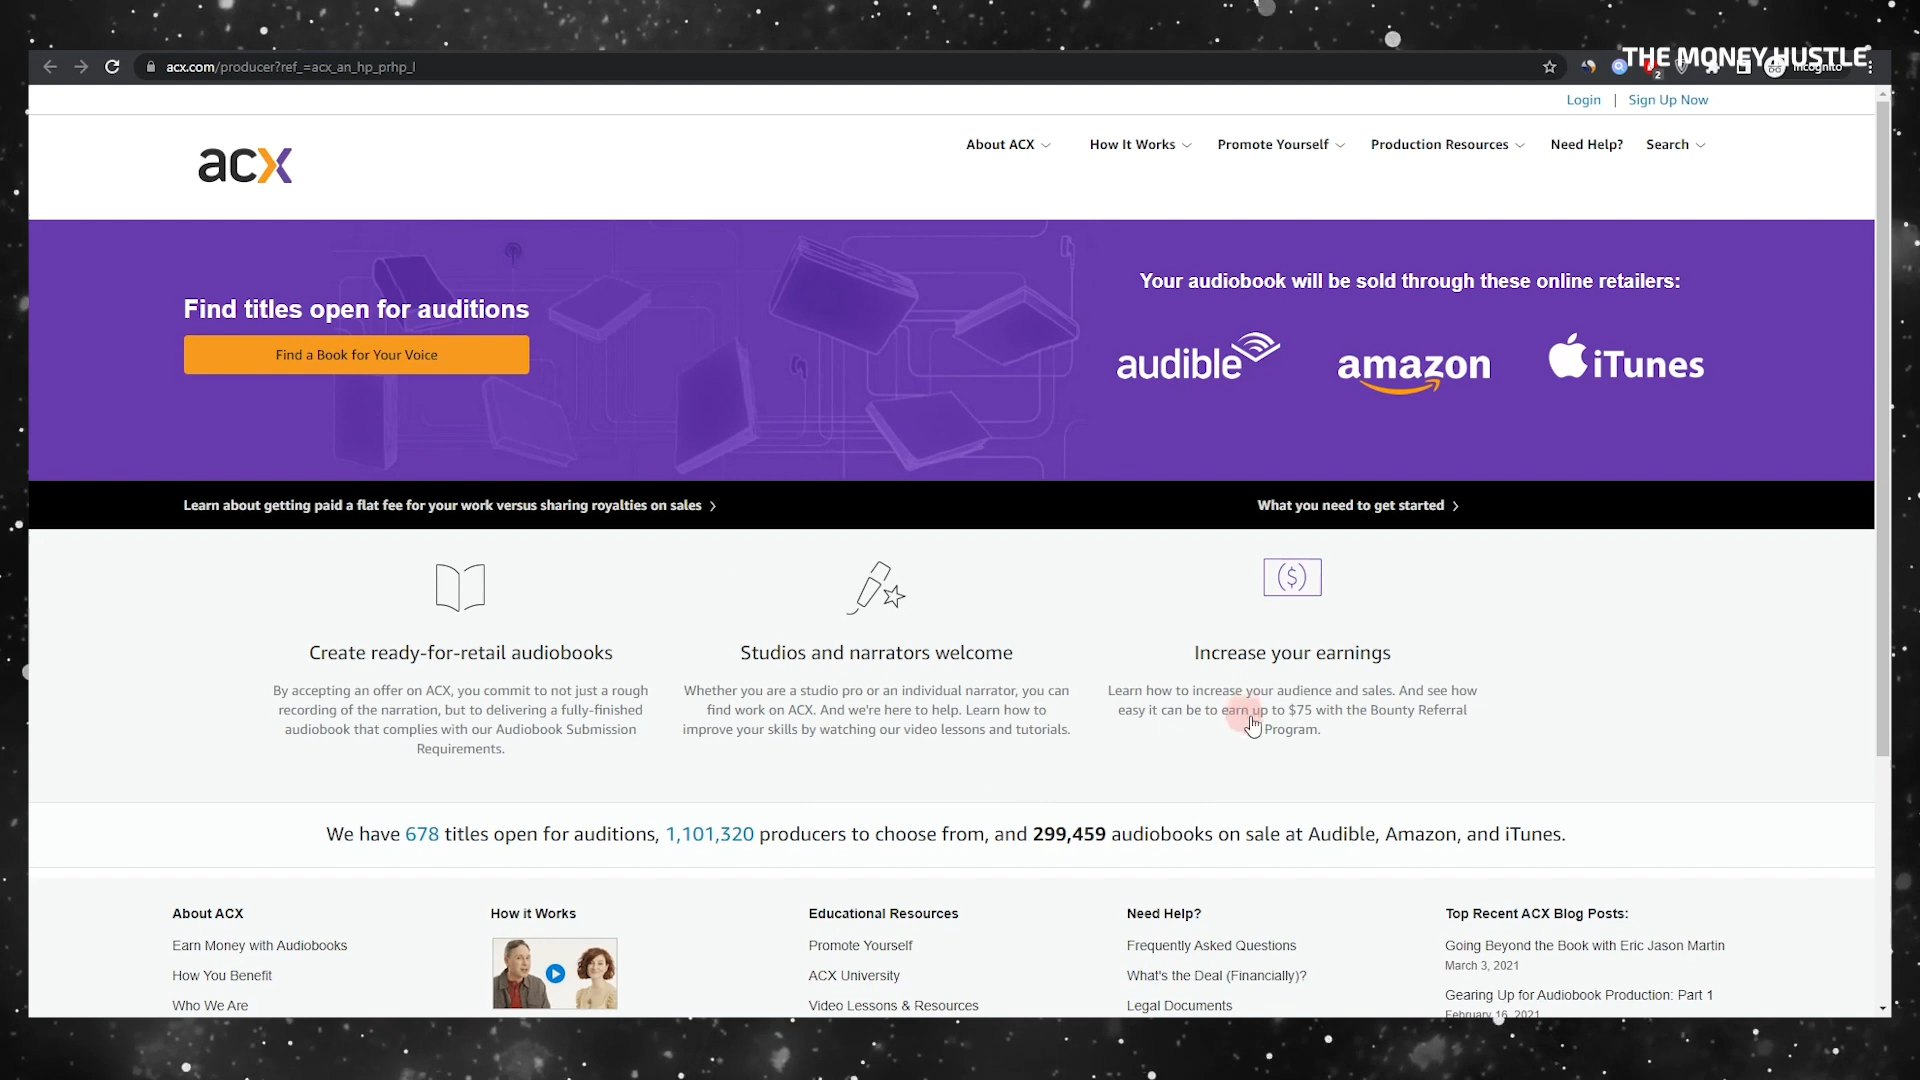 THE MONEY HUSTLE
acx.com/producer?ref_=acx_an_hp_prhp_l
2
Incognito
Login | Sign Up Now
acx
About ACX
How It Works
Promote Yourself
Production Resources
Need Help?
Search
Find titles open for auditions
Find a Book for Your Voice
Your audiobook will be sold through these online retailers:
audible
amazon
iTunes
Learn about getting paid a flat fee for your work versus sharing royalties on sales >
What you need to get started >
($)
Create ready-for-retail audiobooks
By accepting an offer on ACX, you commit to not just a rough
recording of the narration, but to delivering a fully-finished
audiobook that complies with our Audiobook Submission
Requirements.
Studios and narrators welcome
Whether you are a studio pro or an individual narrator, you can
find work on ACX. And we're here to help. Learn how to
improve your skills by watching our video lessons and tutorials.
Increase your earnings
Learn how to increase your audience and sales. And see how
easy it can be to earn up to $75 with the Bounty Referral
Program.
We have 678 titles open for auditions, 1,101,320 producers to choose from, and 299,459 audiobooks on sale at Audible, Amazon, and iTunes.
About ACX
Earn Money with Audiobooks
How You Benefit
Who We Are
How it Works
Educational Resources
Promote Yourself
ACX University
Video Lessons & Resources
Need Help?
Frequently Asked Questions
What's the Deal (Financially)?
Legal Documents
Top Recent ACX Blog Posts:
Going Beyond the Book with Eric Jason Martin
March 3, 2021
Gearing Up for Audiobook Production: Part 1
February 16, 2021